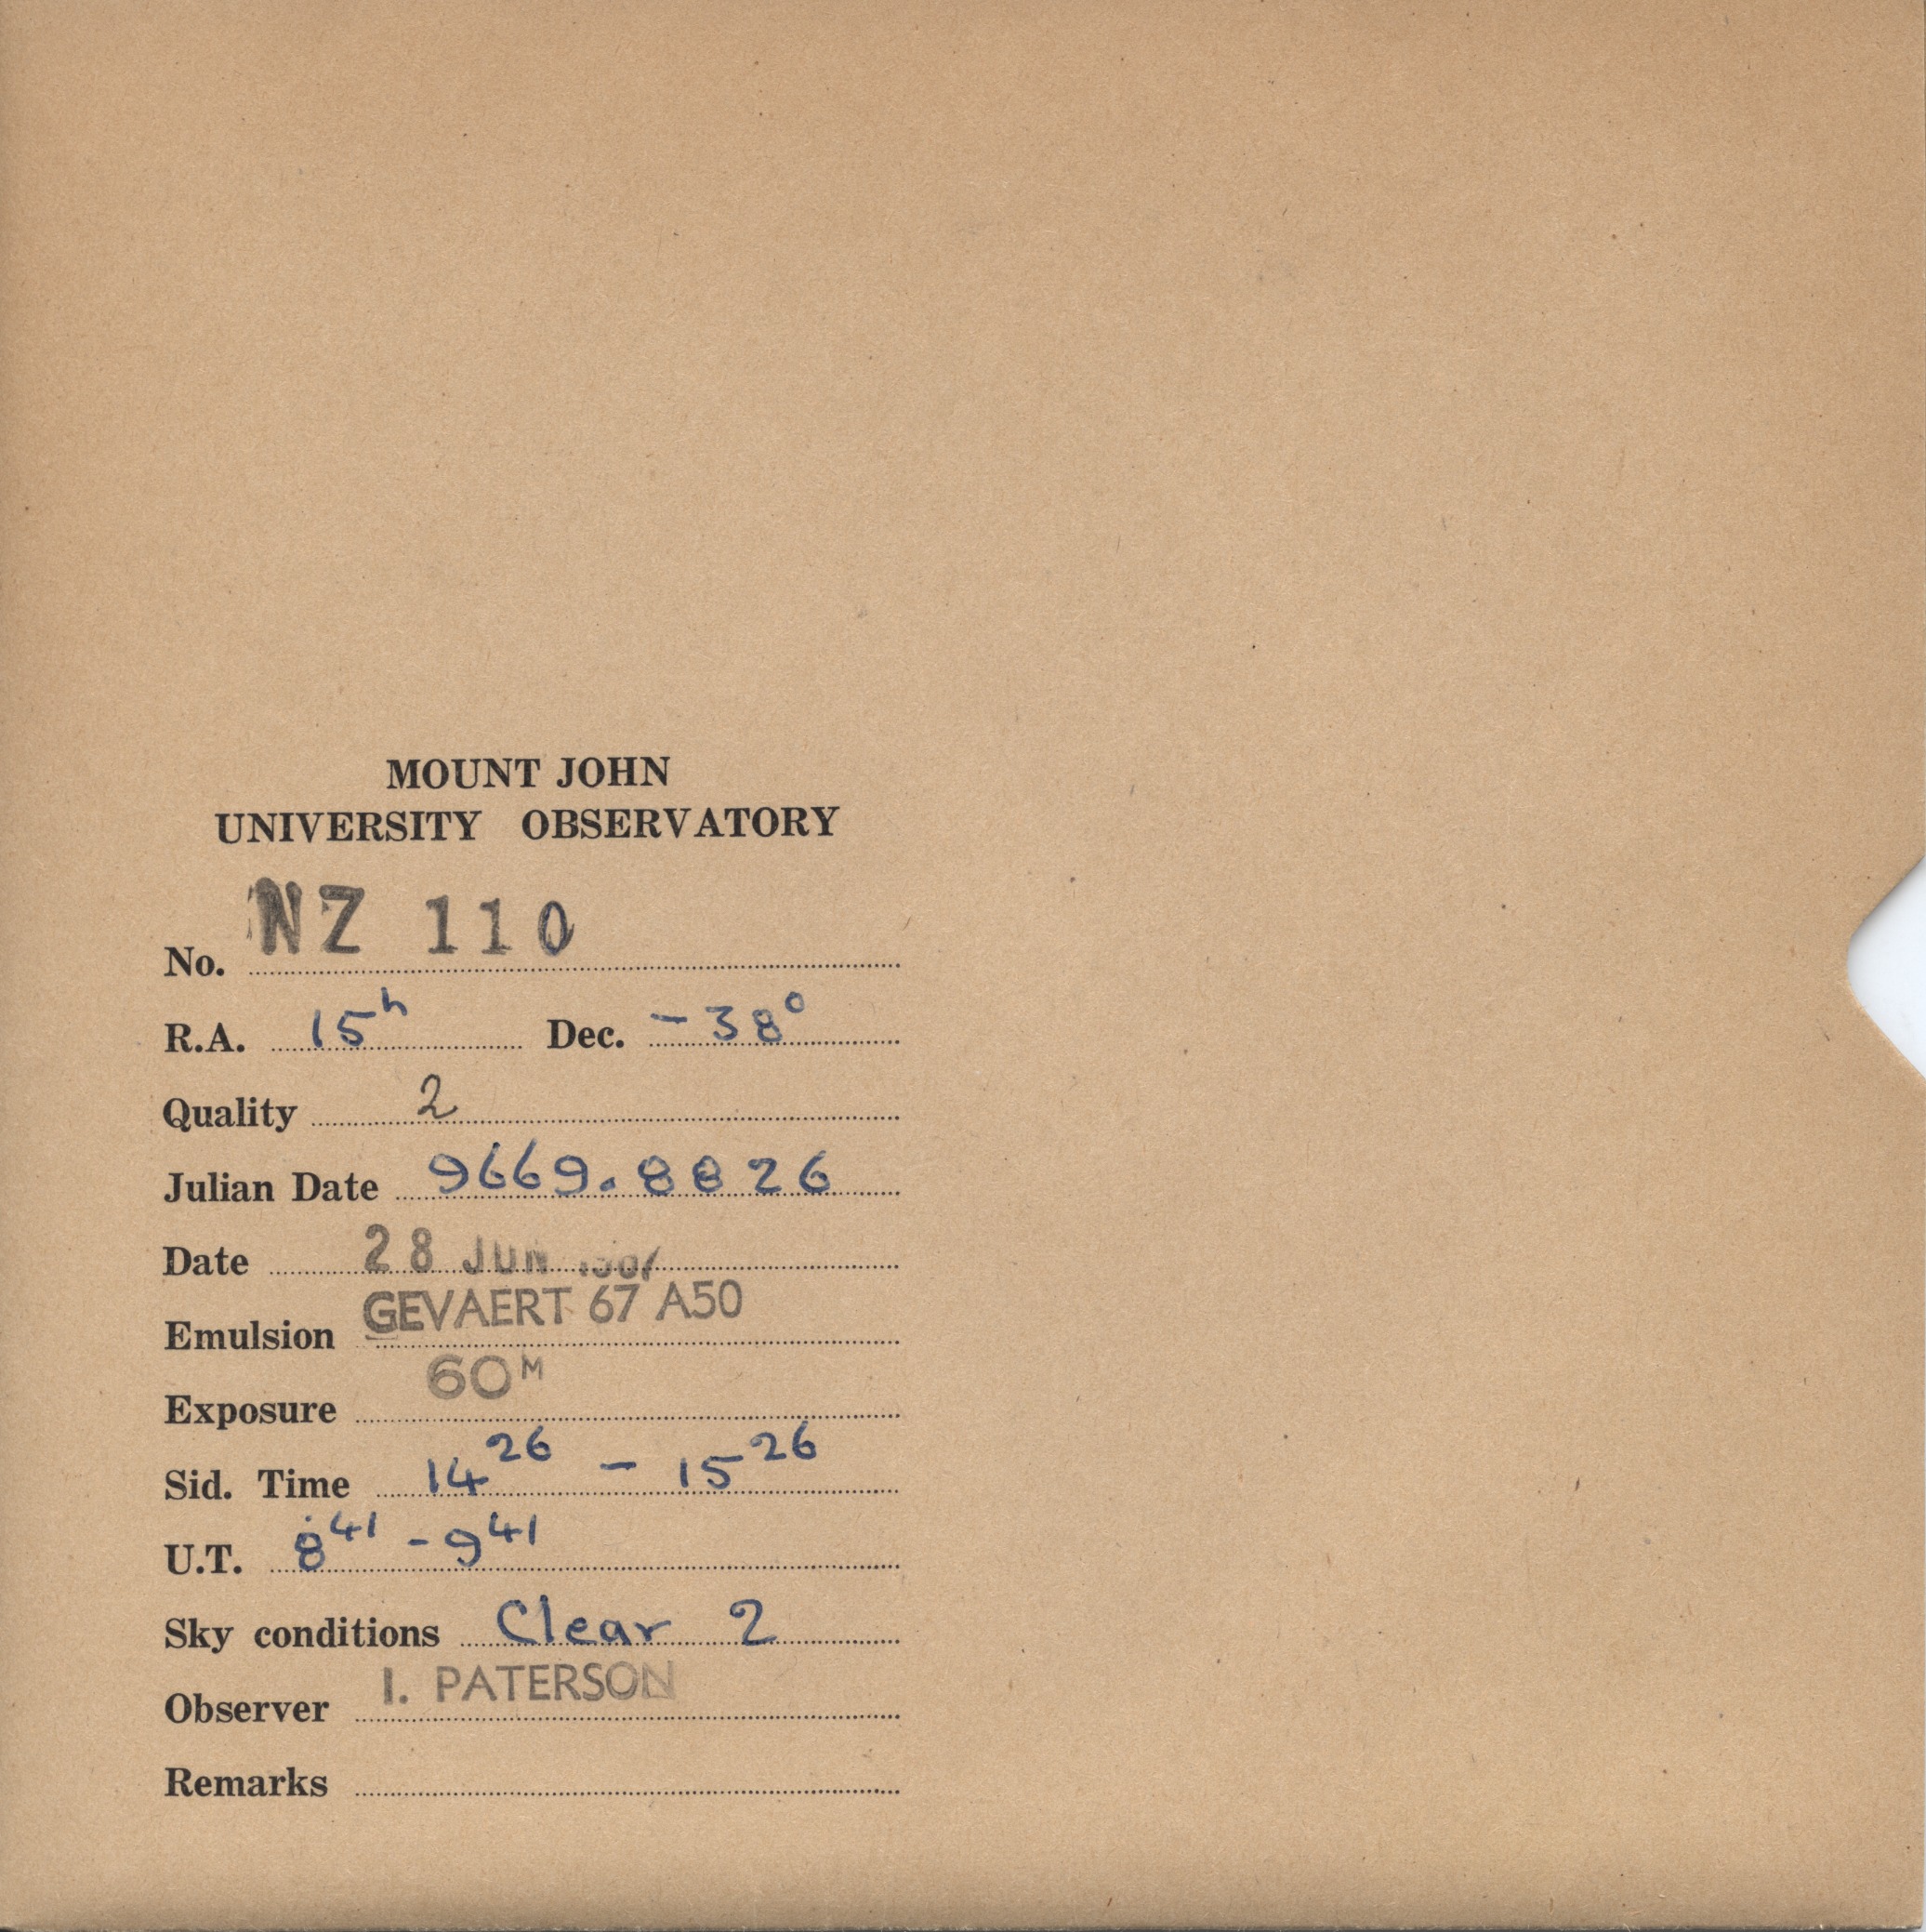 MOUNT JOHN
UNIVERSITY OBSERVATORY
No. NZ 110
R.A. 15h Dec. -38°
Quality 2
Julian Date 9669.8826
Date 28 JUN
Emulsion GEVAERT 67 A50
Exposure 60M
Sid. Time 14 26 - 15 26
U.T. 8 41 - 9 41
Sky conditions Clear 2
Observer I. PATERSON
Remarks